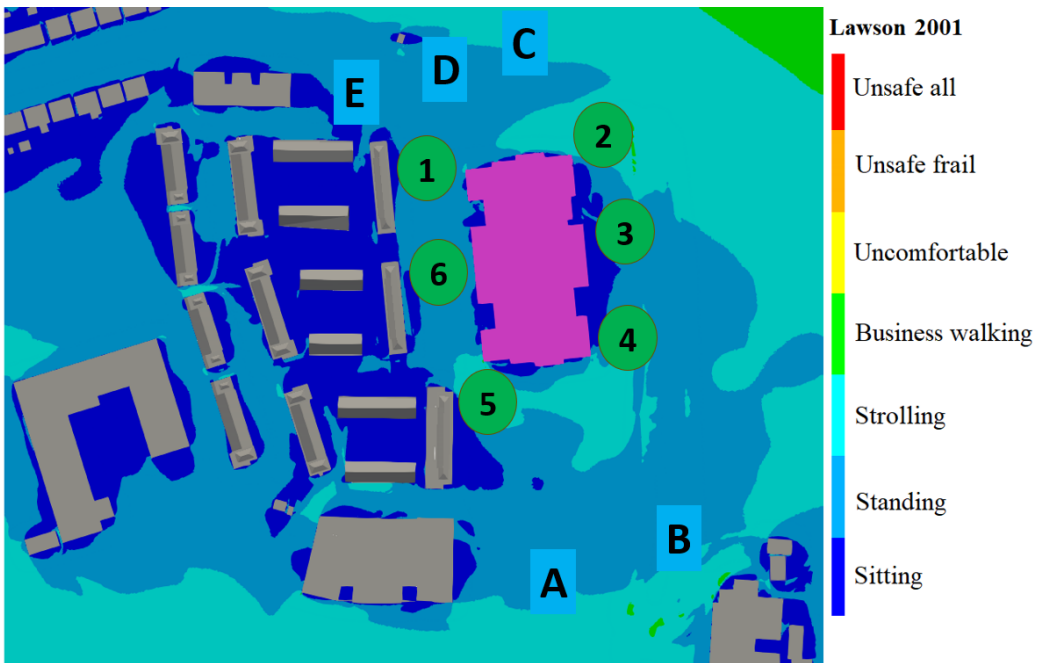 C
Lawson 2001
D
Unsafe all
E
2
1
Unsafe frail
3
Uncomfortable
6
4
Business walking
5
Strolling
Standing
B
A
Sitting